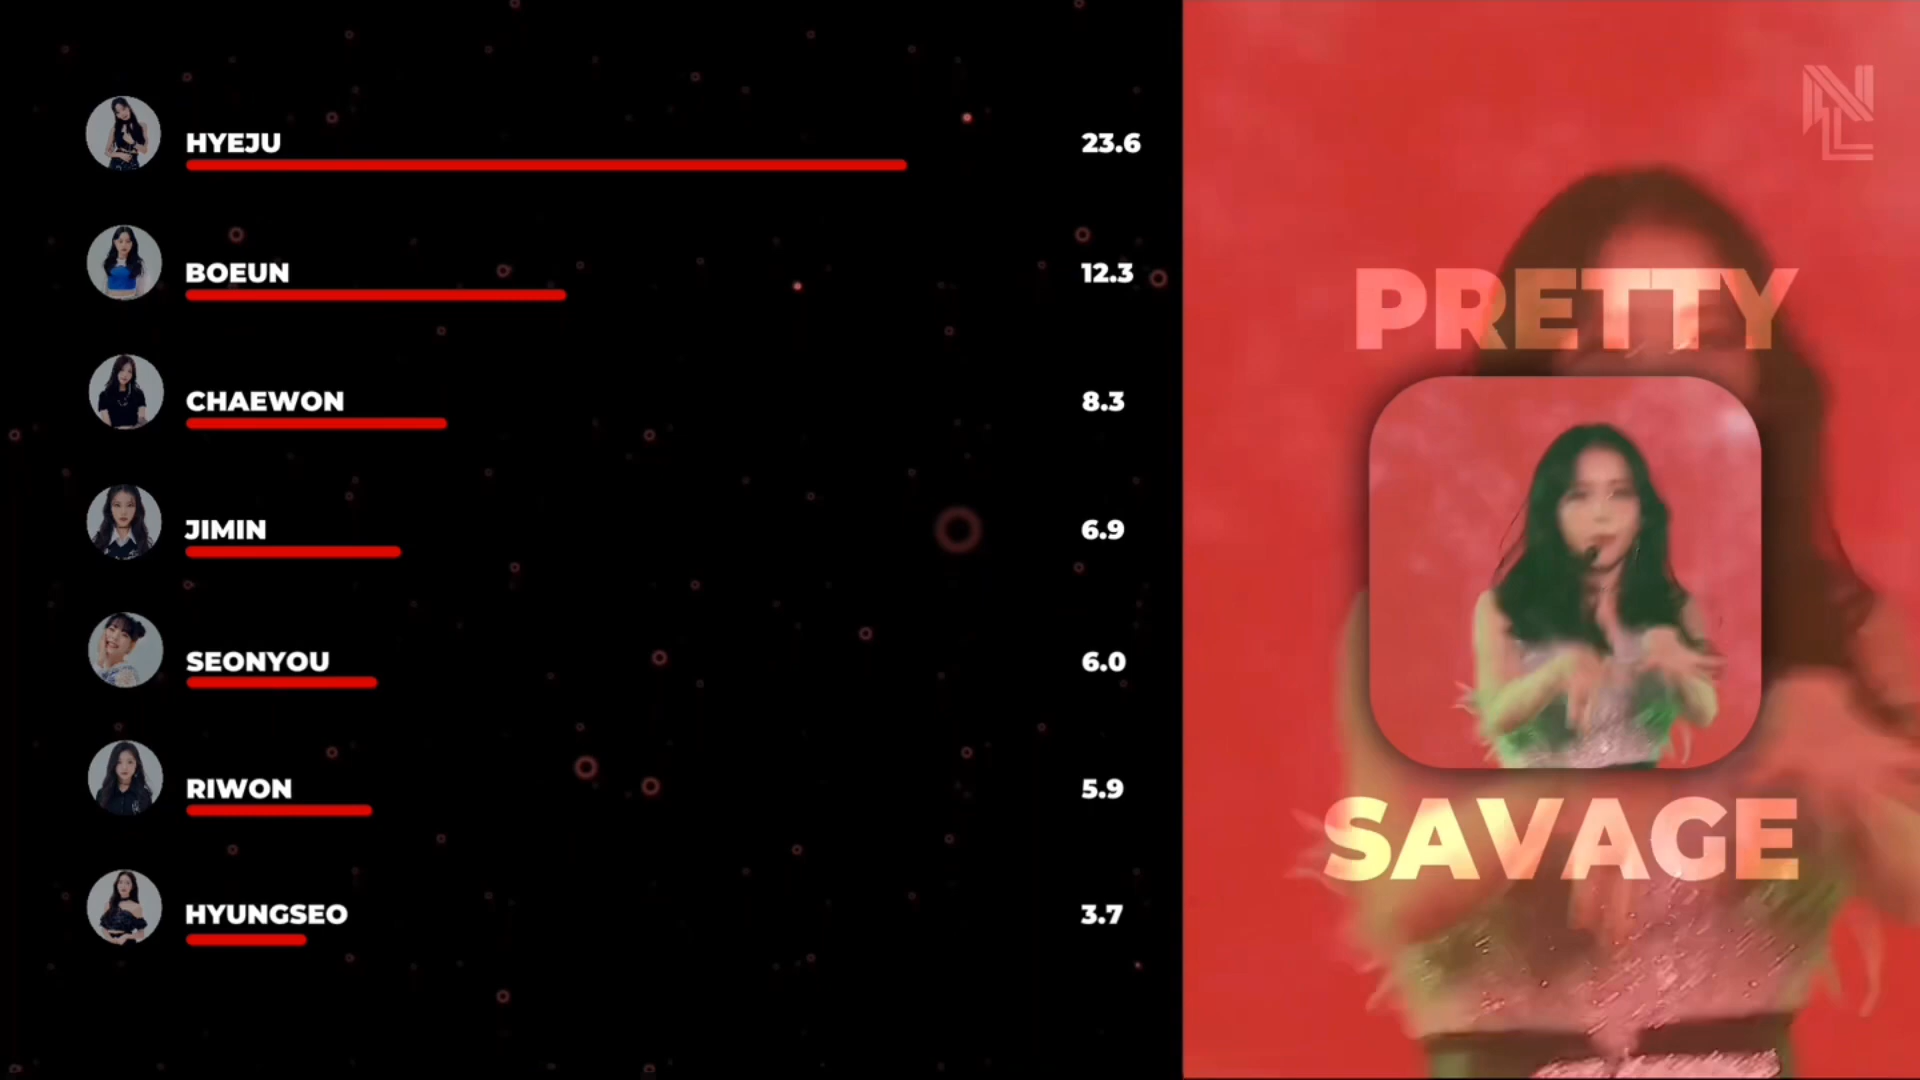 HYEJU 23.6
BOEUN 12.3
CHAEWON 8.3
JIMIN 6.9
SEONYOU 6.0
RIWON 5.9
HYUNGSEO 3.7
PRETTY
SAVAGE
NL